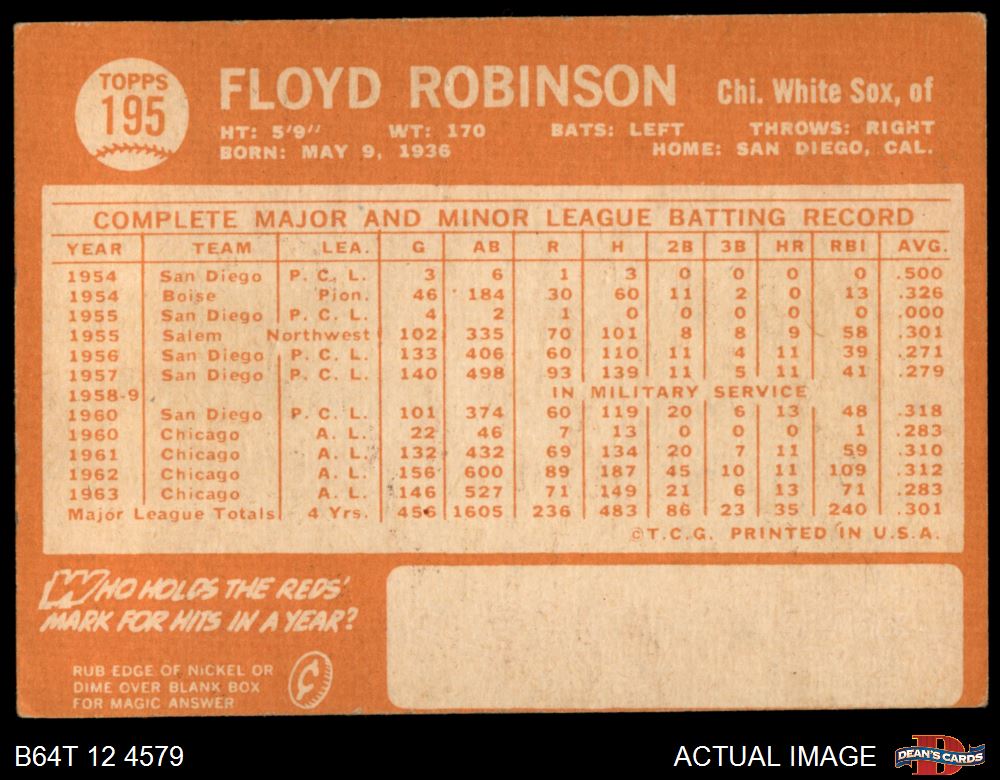 TOPPS
195
FLOYD ROBINSON Chi. White Sox, of
HT: 5'9" WT: 170 BATS: LEFT THROWS: RIGHT
BORN: MAY 9, 1936 HOME: SAN DIEGO, CAL.
COMPLETE MAJOR AND MINOR LEAGUE BATTING RECORD
YEAR TEAM LEA. G AB R H 2B 3B HR RBI AVG.
1954 San Diego P. C. L. 3 6 1 3 0 0 0 0 .500
1954 Boise Pion. 46 184 30 60 11 2 0 13 .326
1955 San Diego P. C. L. 4 2 1 0 0 0 0 0 .000
1955 Salem Northwest 102 335 70 101 8 8 9 58 .301
1956 San Diego P. C. L. 133 406 60 110 11 4 11 39 .271
1957 San Diego P. C. L. 140 498 93 139 11 5 11 41 .279
1958-9 IN MILITARY SERVICE
1960 San Diego P. C. L. 101 374 60 119 20 6 13 48 .318
1960 Chicago A. L. 22 46 7 13 0 0 0 1 .283
1961 Chicago A. L. 132 432 69 134 20 7 11 59 .310
1962 Chicago A. L. 156 600 89 187 45 10 11 109 .312
1963 Chicago A. L. 146 527 71 149 21 6 13 71 .283
Major League Totals 4 Yrs. 456 1605 236 483 86 23 35 240 .301
©T.C.G. PRINTED IN U.S.A.
WHO HOLDS THE REDS'
MARK FOR HITS IN A YEAR?
RUB EDGE OF NICKEL OR
DIME OVER BLANK BOX
FOR MAGIC ANSWER
¢
B64T 12 4579 ACTUAL IMAGE
D
DEAN'S CARDS